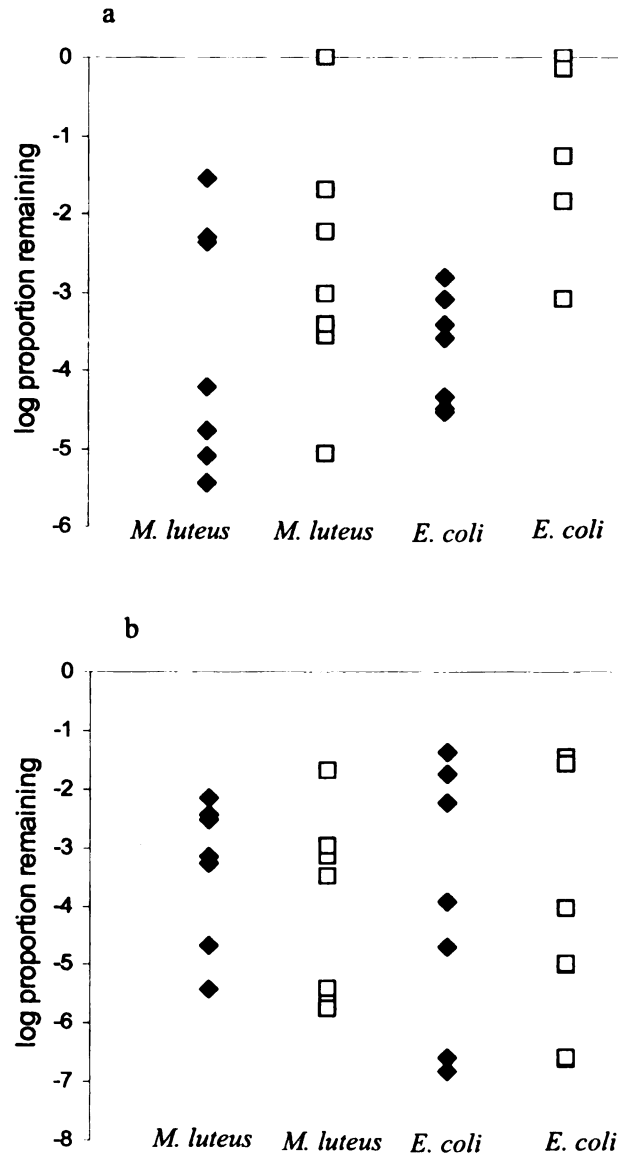 a
log proportion remaining
0
-1
-2
-3
-4
-5
-6
M. luteus M. luteus E. coli E. coli
b
log proportion remaining
0
-1
-2
-3
-4
-5
-6
-7
-8
M. luteus M. luteus E. coli E. coli